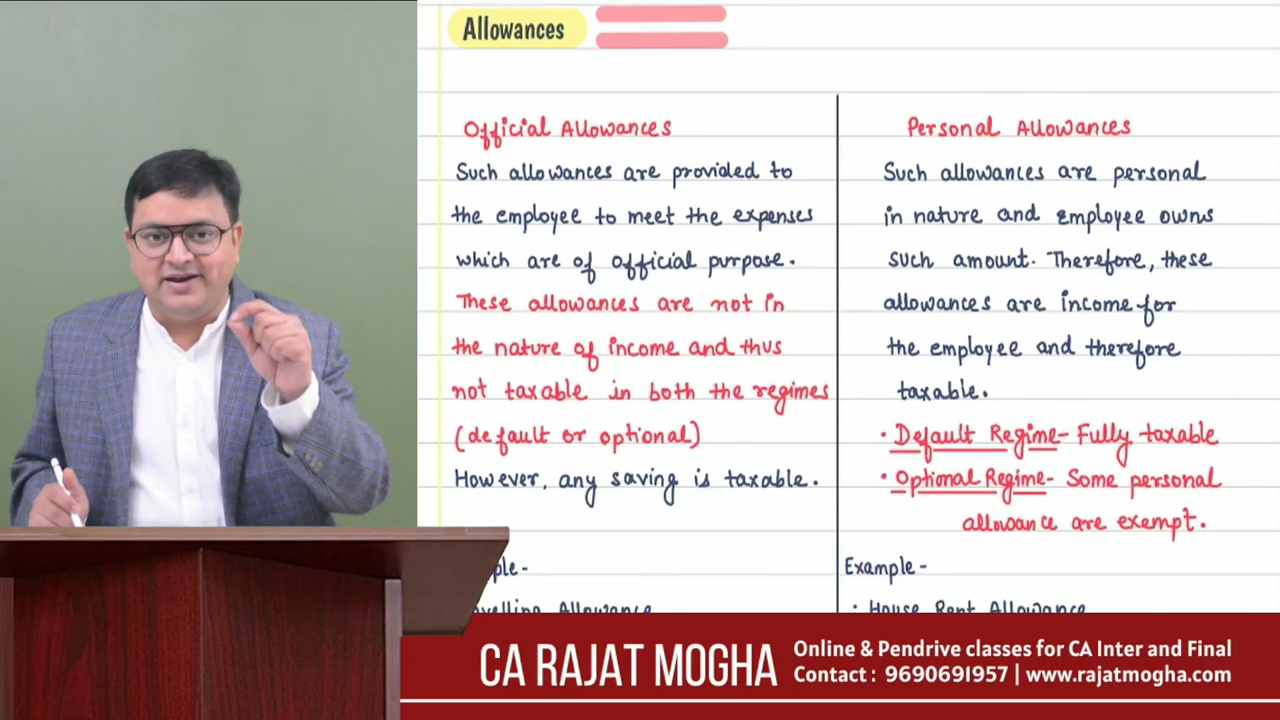 Allowances
Official Allowances
Such allowances are provided to
the employee to meet the expenses
which are of official purpose.
These allowances are not in
the nature of income and thus
not taxable in both the regimes
(default or optional)
However, any saving is taxable.
ple-
velling Allowance
Personal Allowances
Such allowances are personal
in nature and employee owns
such amount. Therefore, these
allowances are income for
the employee and therefore
taxable.
• Default Regime- Fully taxable
• Optional Regime- Some personal
allowance are exempt.
Example-
• House Rent Allowance
CA RAJAT MOGHA
Online & Pendrive classes for CA Inter and Final
Contact : 9690691957 | www.rajatmogha.com